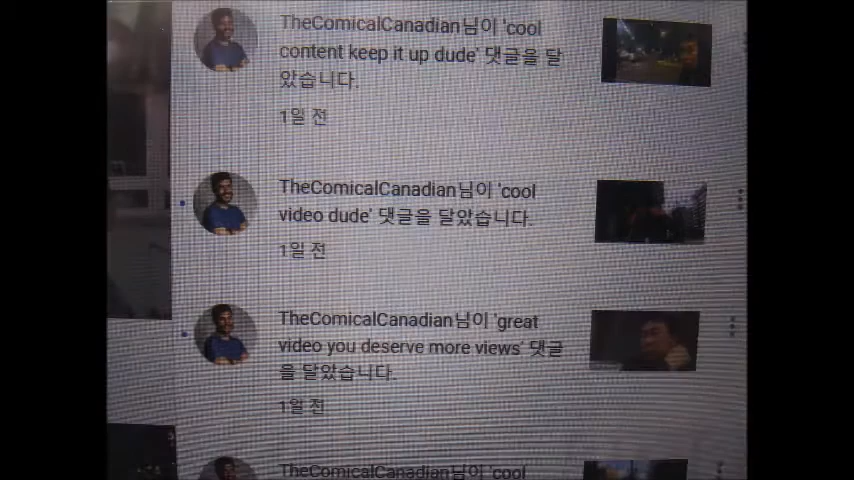 TheComicalCanadian님이 'cool
content keep it up dude' 댓글을 달
았습니다.
1일 전
TheComicalCanadian님이 'cool
video dude' 댓글을 달았습니다.
1일 전
TheComicalCanadian님이 'great
video you deserve more views' 댓글
을 달았습니다.
1일 전
TheComicalCanadian님이 'cool